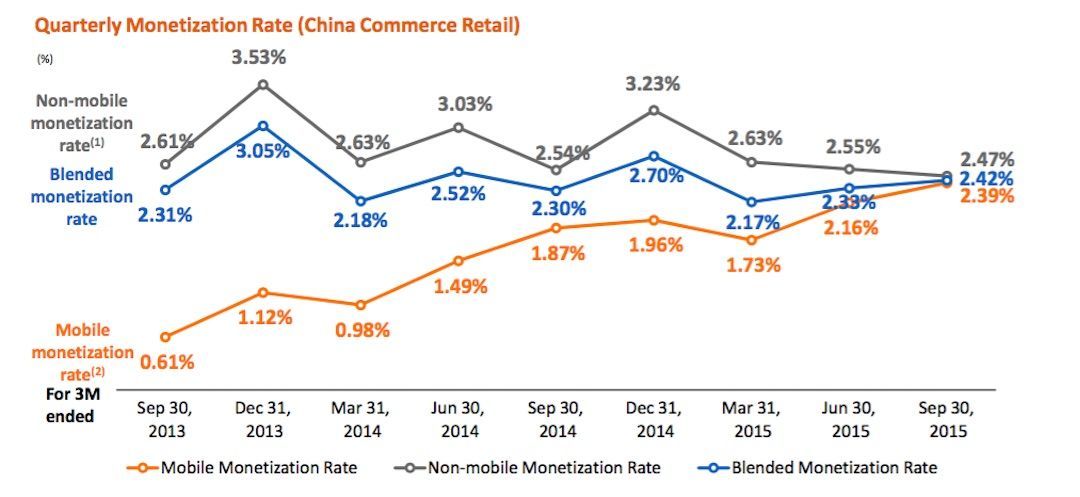 Quarterly Monetization Rate (China Commerce Retail)
(%)
Non-mobile
monetization
rate(1)
Blended
monetization
rate
Mobile
monetization
rate(2)
2.61%
3.53%
2.63%
3.03%
2.54%
3.23%
2.63%
2.55%
2.47%
2.31%
3.05%
2.18%
2.52%
2.30%
2.70%
2.17%
2.33%
2.42%
0.61%
1.12%
0.98%
1.49%
1.87%
1.96%
1.73%
2.16%
2.39%
For 3M
ended
Sep 30,
2013
Dec 31,
2013
Mar 31,
2014
Jun 30,
2014
Sep 30,
2014
Dec 31,
2014
Mar 31,
2015
Jun 30,
2015
Sep 30,
2015
Mobile Monetization Rate
Non-mobile Monetization Rate
Blended Monetization Rate